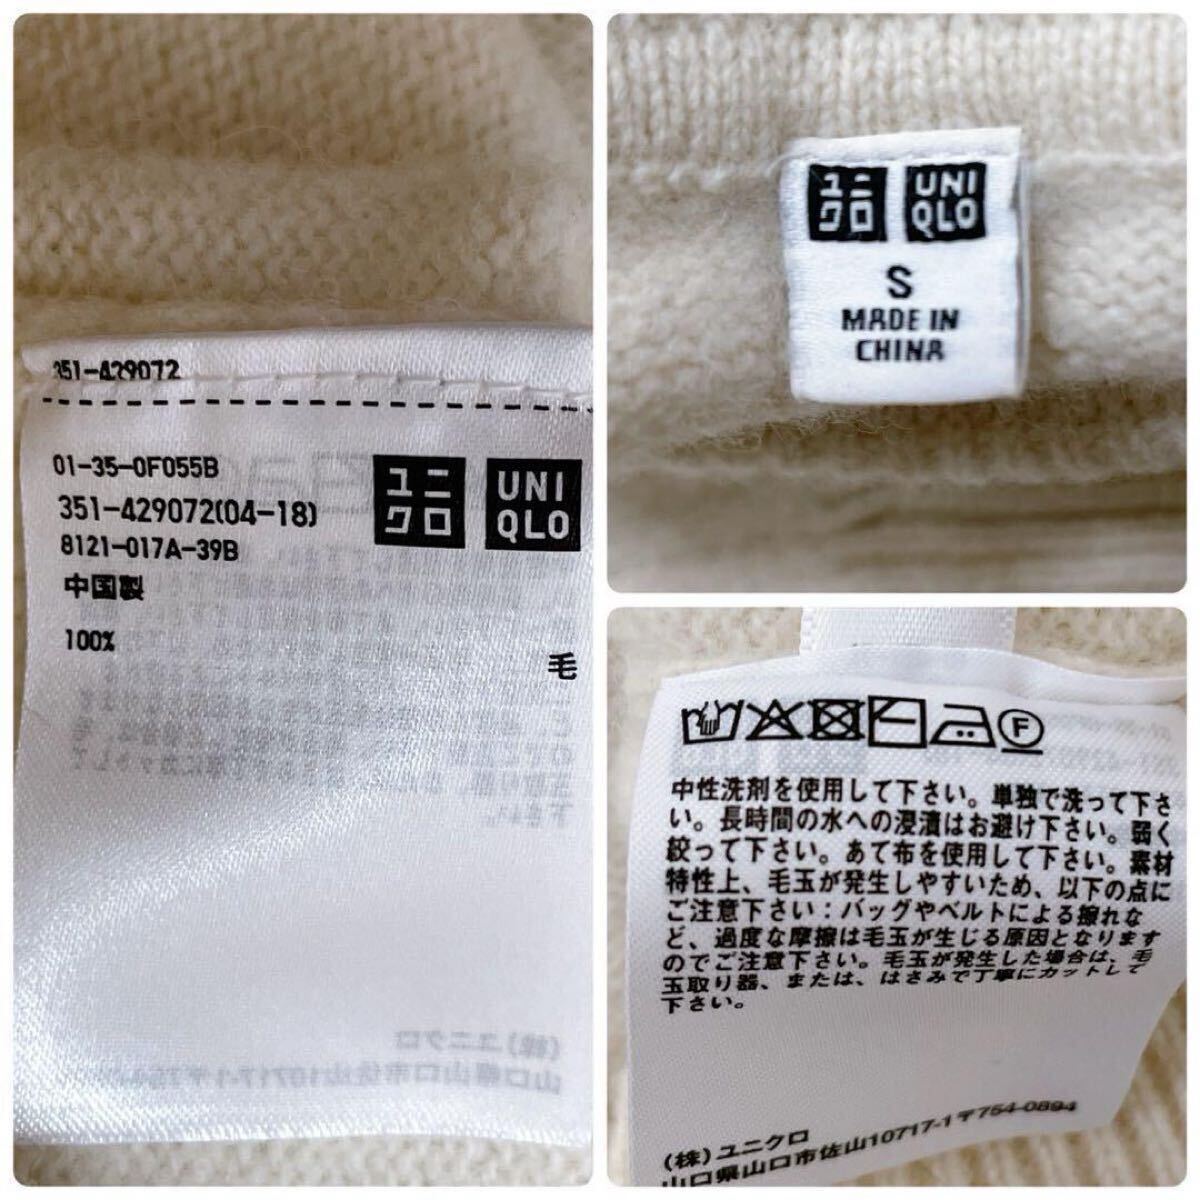 351-429072
01-35-0F055B
351-429072(04-18)
8121-017A-39B
中国製
100%
毛
ユニ
クロ
UNI
QLO
ユニ
クロ
UNI
QLO
S
MADE IN
CHINA
F
中性洗剤を使用して下さい。単独で洗って下さ
い。長時間の水への浸漬はお避け下さい。弱く
絞って下さい。あて布を使用して下さい。素材
特性上、毛玉が発生しやすいため、以下の点に
ご注意下さい：バッグやベルトによる擦れな
ど、過度な摩擦は毛玉が生じる原因となります
のでご注意下さい。毛玉が発生した場合は、毛
玉取り器、または、はさみで丁寧にカットして
下さい。
(株)ユニクロ
山口県山口市佐山10717-1〒754-0894